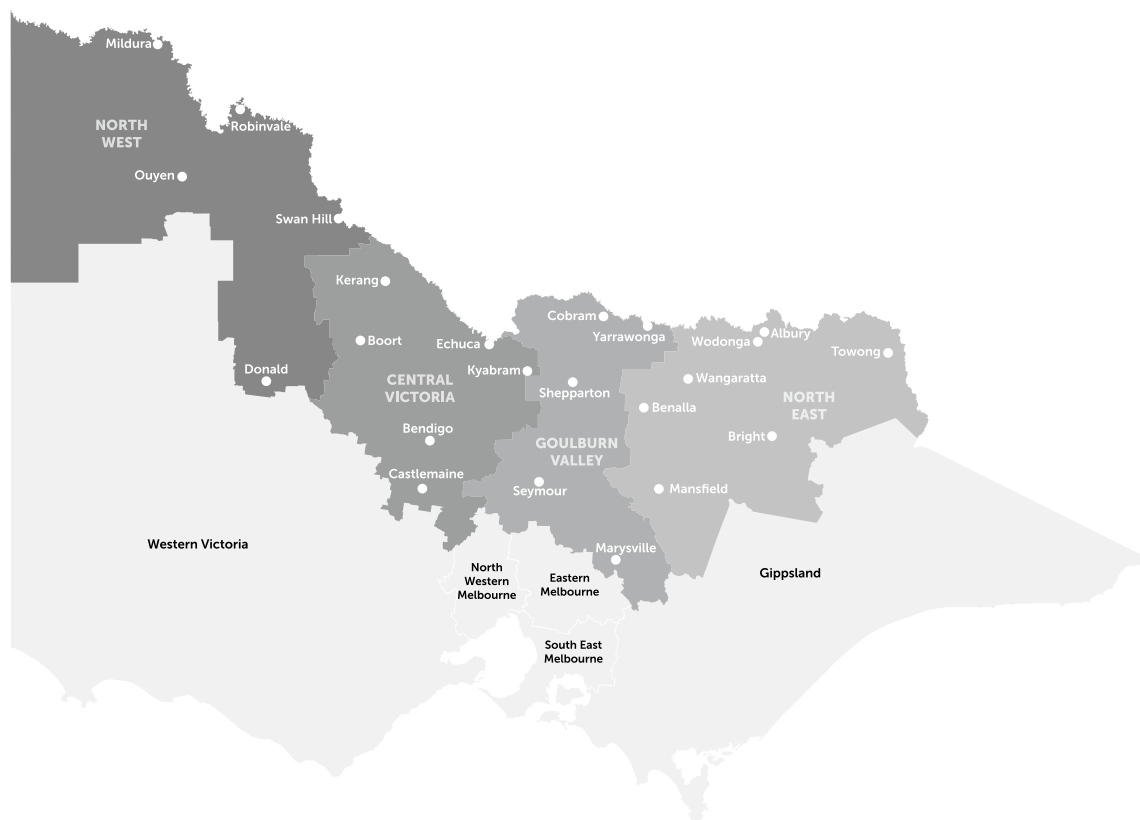 Mildura
NORTH
WEST
Robinvale
Ouyen
Swan Hill
Kerang
Boort
Echuca
Kyabram
Donald
CENTRAL
VICTORIA
Bendigo
Castlemaine
Cobram
Yarrawonga
Shepparton
GOULBURN
VALLEY
Seymour
Marysville
Albury
Wodonga
Towong
Wangaratta
Benalla
NORTH
EAST
Bright
Mansfield
Western Victoria
North
Western
Melbourne
Eastern
Melbourne
South East
Melbourne
Gippsland